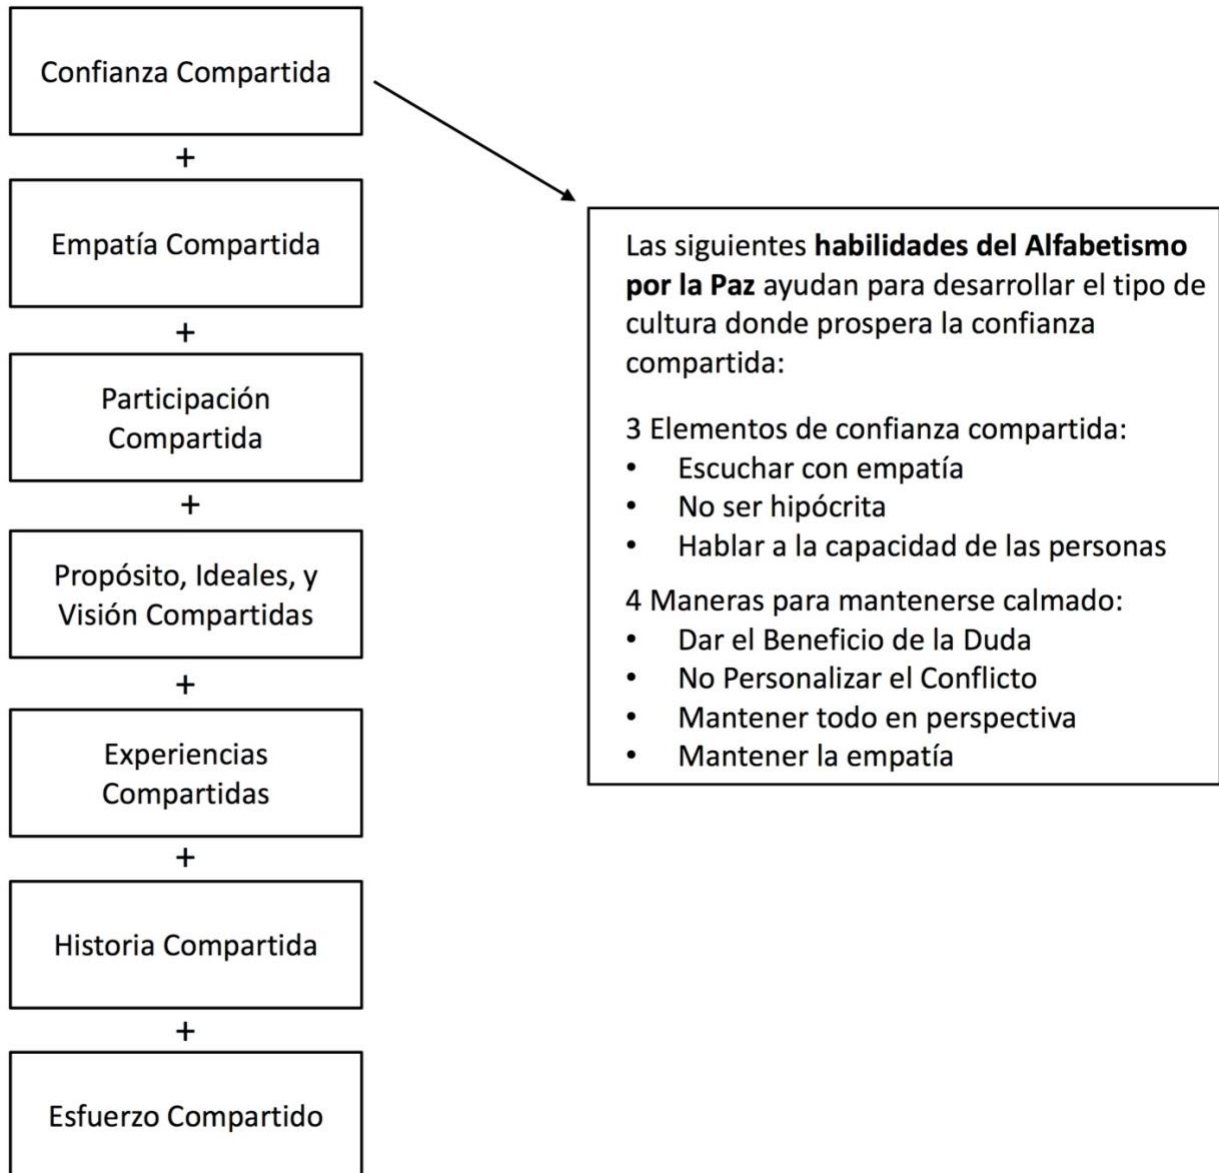 Confianza Compartida
+
Empatía Compartida
+
Participación
Compartida
+
Propósito, Ideales, y
Visión Compartidas
+
Experiencias
Compartidas
+
Historia Compartida
+
Esfuerzo Compartido
Las siguientes habilidades del Alfabetismo
por la Paz ayudan para desarrollar el tipo de
cultura donde prospera la confianza
compartida:
3 Elementos de confianza compartida:
• Escuchar con empatía
• No ser hipócrita
• Hablar a la capacidad de las personas
4 Maneras para mantenerse calmado:
• Dar el Beneficio de la Duda
• No Personalizar el Conflicto
• Mantener todo en perspectiva
• Mantener la empatía